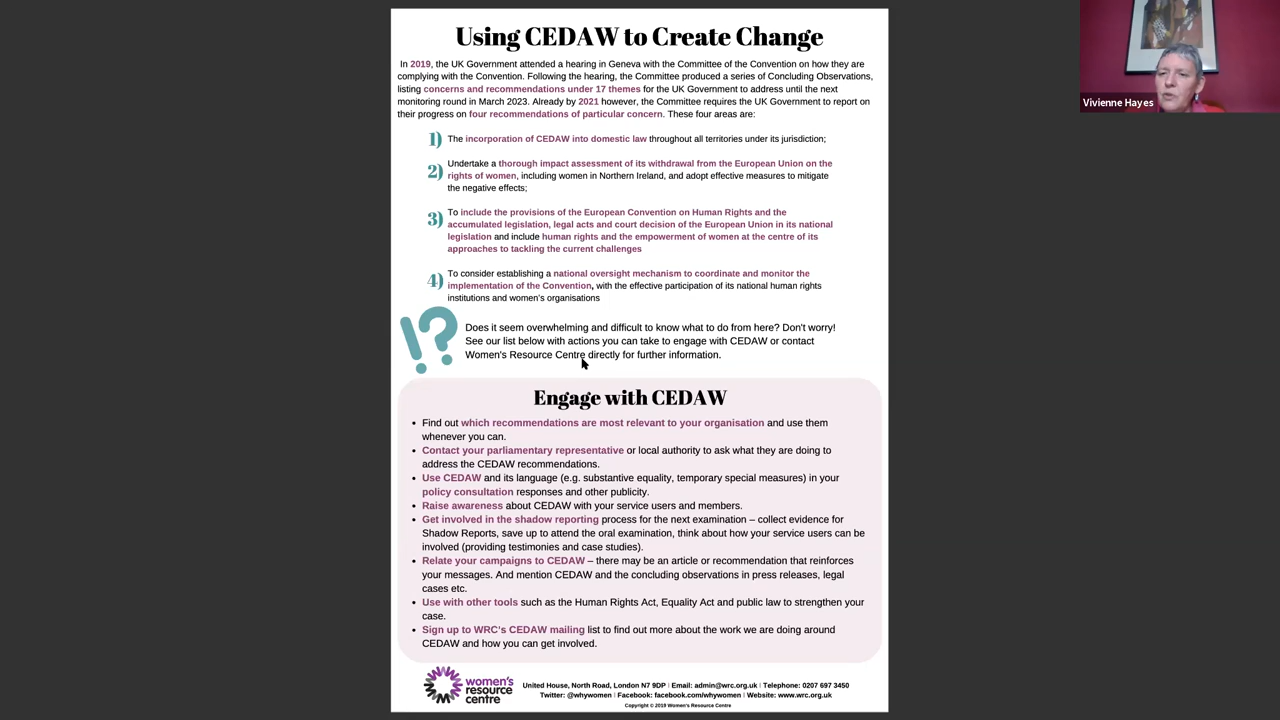 Using CEDAW to Create Change
In 2019, the UK Government attended a hearing in Geneva with the Committee of the Convention on how they are
complying with the Convention. Following the hearing, the Committee produced a series of Concluding Observations,
listing concerns and recommendations under 17 themes for the UK Government to address until the next
monitoring round in March 2023. Already by 2021 however, the Committee requires the UK Government to report on
their progress on four recommendations of particular concern. These four areas are:
1) The incorporation of CEDAW into domestic law throughout all territories under its jurisdiction;
2) Undertake a thorough impact assessment of its withdrawal from the European Union on the
rights of women, including women in Northern Ireland, and adopt effective measures to mitigate
the negative effects;
3) To include the provisions of the European Convention on Human Rights and the
accumulated legislation, legal acts and court decision of the European Union in its national
legislation and include human rights and the empowerment of women at the centre of its
approaches to tackling the current challenges
4) To consider establishing a national oversight mechanism to coordinate and monitor the
implementation of the Convention, with the effective participation of its national human rights
institutions and women's organisations
!?
Does it seem overwhelming and difficult to know what to do from here? Don't worry!
See our list below with actions you can take to engage with CEDAW or contact
Women's Resource Centre directly for further information.
Engage with CEDAW
• Find out which recommendations are most relevant to your organisation and use them
whenever you can.
• Contact your parliamentary representative or local authority to ask what they are doing to
address the CEDAW recommendations.
• Use CEDAW and its language (e.g. substantive equality, temporary special measures) in your
policy consultation responses and other publicity.
• Raise awareness about CEDAW with your service users and members.
• Get involved in the shadow reporting process for the next examination – collect evidence for
Shadow Reports, save up to attend the oral examination, think about how your service users can be
involved (providing testimonies and case studies).
• Relate your campaigns to CEDAW – there may be an article or recommendation that reinforces
your messages. And mention CEDAW and the concluding observations in press releases, legal
cases etc.
• Use with other tools such as the Human Rights Act, Equality Act and public law to strengthen your
case.
• Sign up to WRC's CEDAW mailing list to find out more about the work we are doing around
CEDAW and how you can get involved.
women's
resource
centre
United House, North Road, London N7 9DP | Email: admin@wrc.org.uk | Telephone: 0207 697 3450
Twitter: @whywomen | Facebook: facebook.com/whywomen | Website: www.wrc.org.uk
Copyright © 2019 Women's Resource Centre
Vivienne Hayes